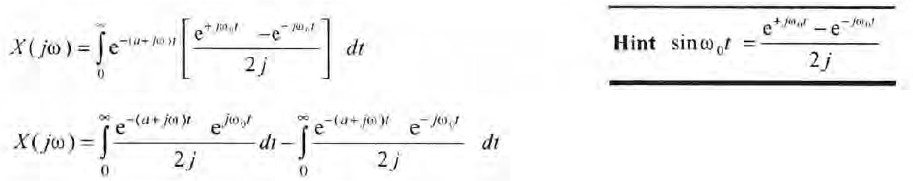 X(jω) = ∫₀^∞ e^{-(a+jω)t} [ (e^{+jω₀t} - e^{-jω₀t}) / 2j ] dt
Hint sin ω₀t = (e^{+jω₀t} - e^{-jω₀t}) / 2j
X(jω) = ∫₀^∞ (e^{-(a+jω)t} e^{jω₀t}) / 2j dt - ∫₀^∞ (e^{-(a+jω)t} e^{-jω₀t}) / 2j dt